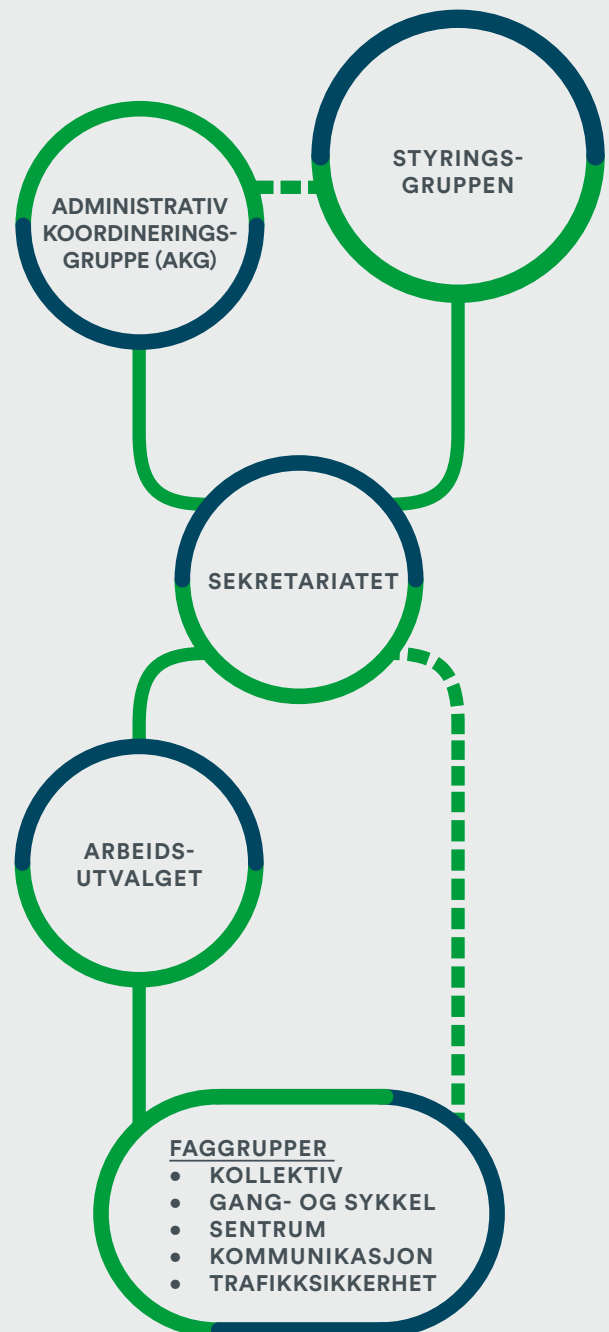 STYRINGS-
GRUPPEN
ADMINISTRATIV
KOORDINERINGS-
GRUPPE (AKG)
SEKRETARIATET
ARBEIDS-
UTVALGET
FAGGRUPPER
• KOLLEKTIV
• GANG- OG SYKKEL
• SENTRUM
• KOMMUNIKASJON
• TRAFIKKSIKKERHET